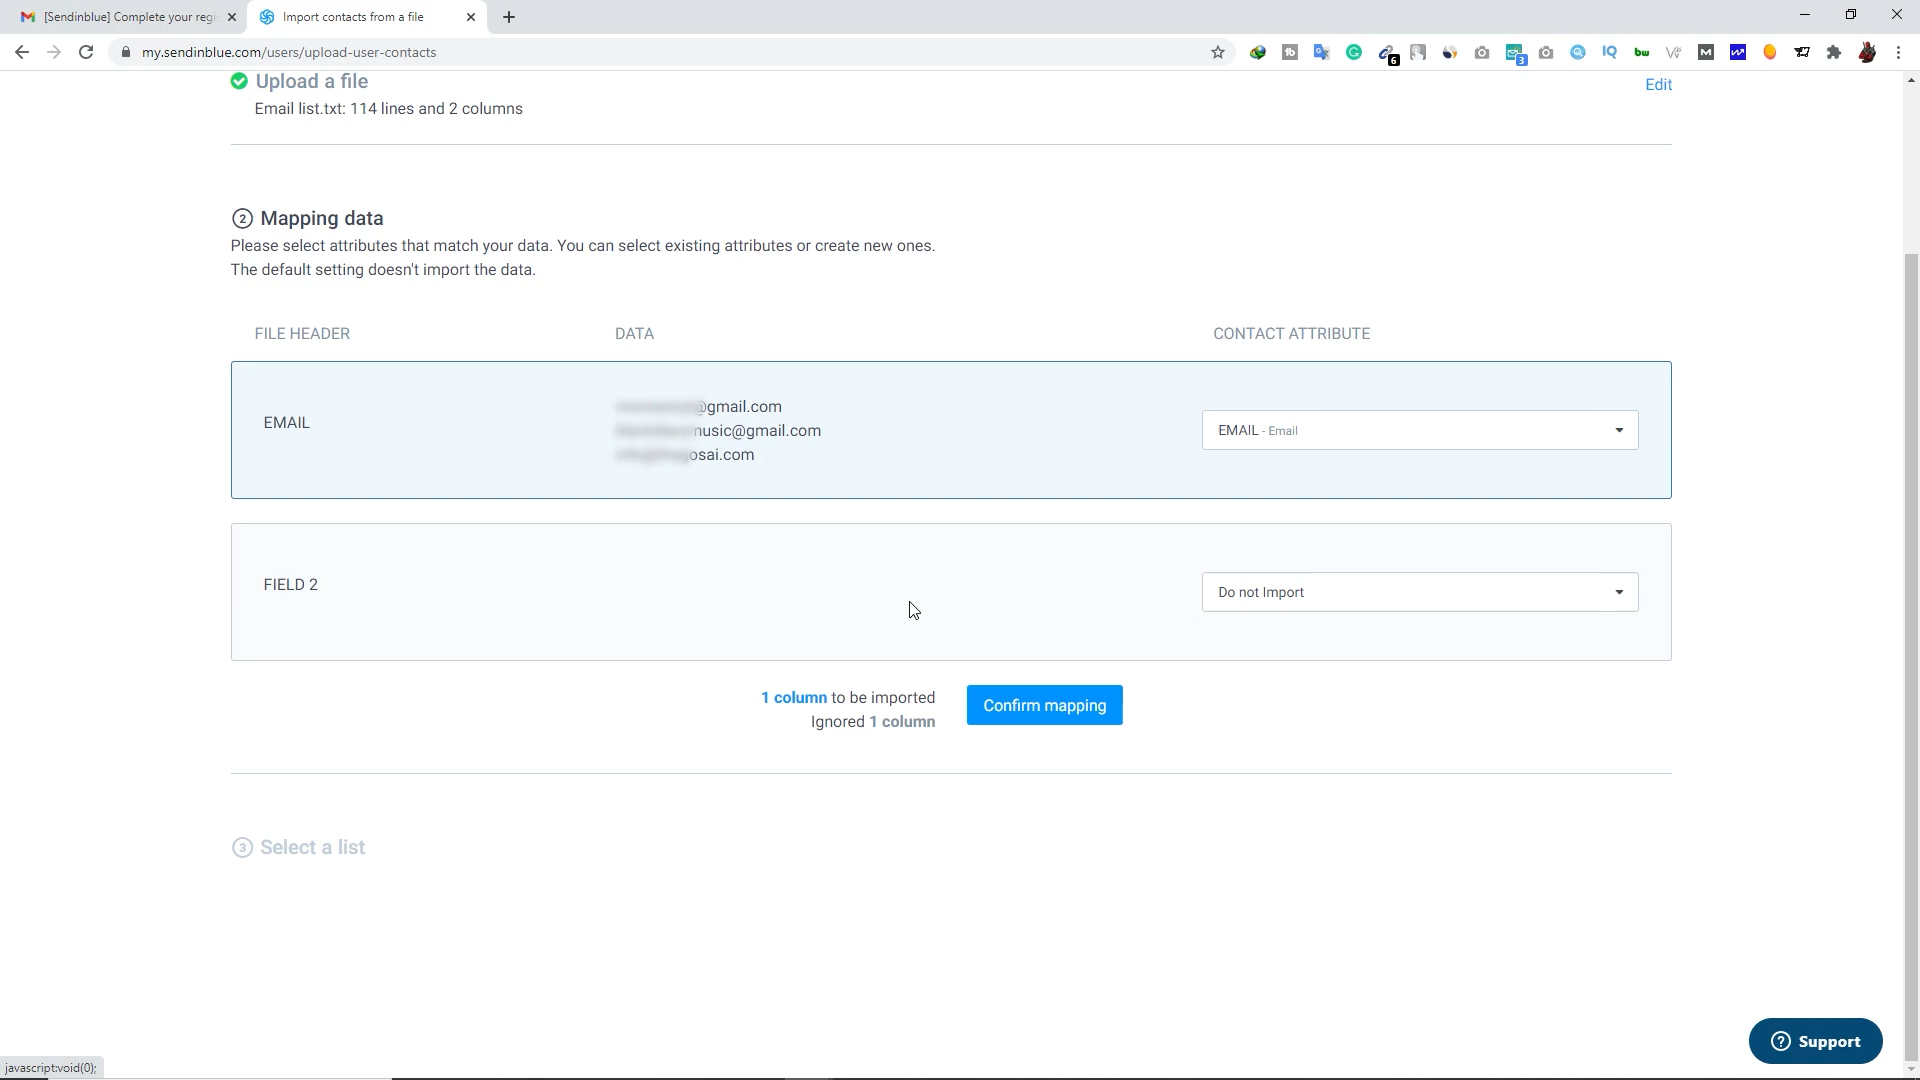 [Sendinblue] Complete your regi
Import contacts from a file
my.sendinblue.com/users/upload-user-contacts
6
3
IQ
bw
M
Upload a file
Edit
Email list.txt: 114 lines and 2 columns
2 Mapping data
Please select attributes that match your data. You can select existing attributes or create new ones.
The default setting doesn't import the data.
FILE HEADER DATA CONTACT ATTRIBUTE
@gmail.com
EMAIL
music@gmail.com
EMAIL - Email
osai.com
FIELD 2
Do not Import
1 column to be imported
Ignored 1 column
Confirm mapping
3 Select a list
? Support
javascript:void(0);